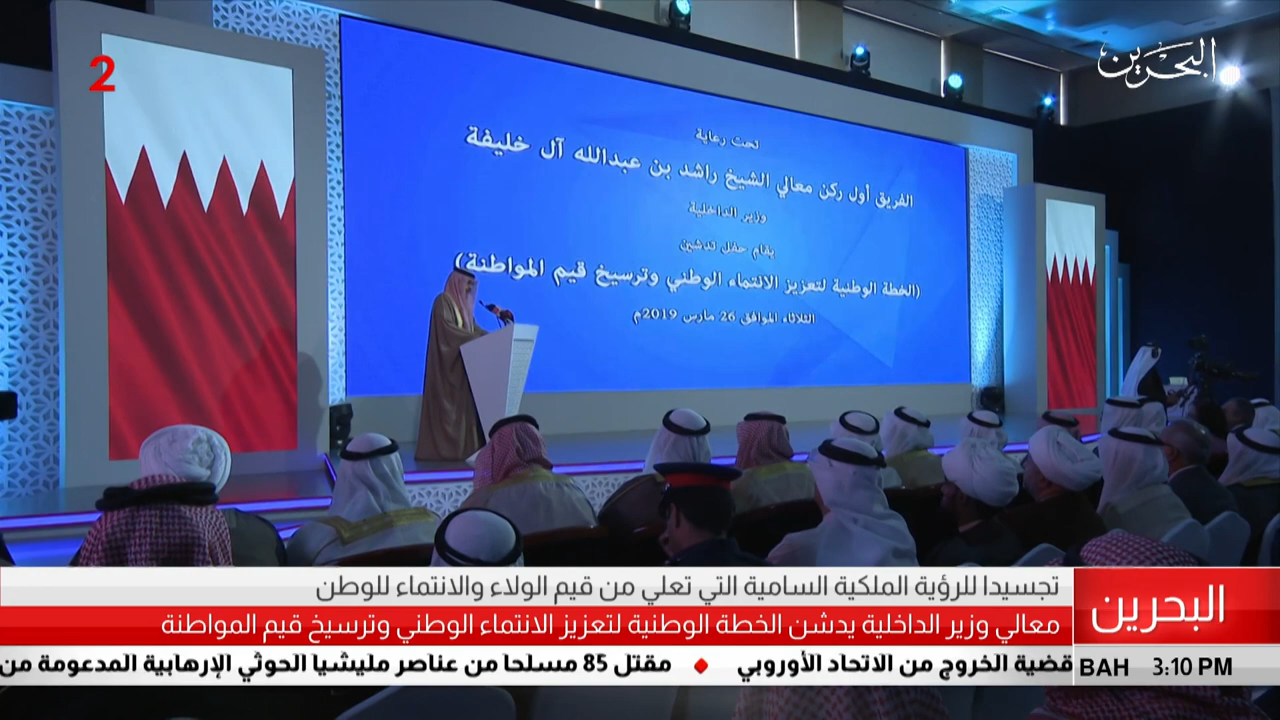 2
البحرين
تحت رعاية
الفريق أول ركن معالي الشيخ راشد بن عبدالله آل خليفة
وزير الداخلية
يقام حفل تدشين
(الخطة الوطنية لتعزيز الانتماء الوطني وترسيخ قيم المواطنة)
الثلاثاء الموافق 26 مارس 2019م
تجسيدا للرؤية الملكية السامية التي تعلي من قيم الولاء والانتماء للوطن
البحرين
معالي وزير الداخلية يدشن الخطة الوطنية لتعزيز الانتماء الوطني وترسيخ قيم المواطنة
قضية الخروج من الاتحاد الأوروبي ♦ مقتل 85 مسلحا من عناصر مليشيا الحوثي الإرهابية المدعومة من
BAH 3:10 PM